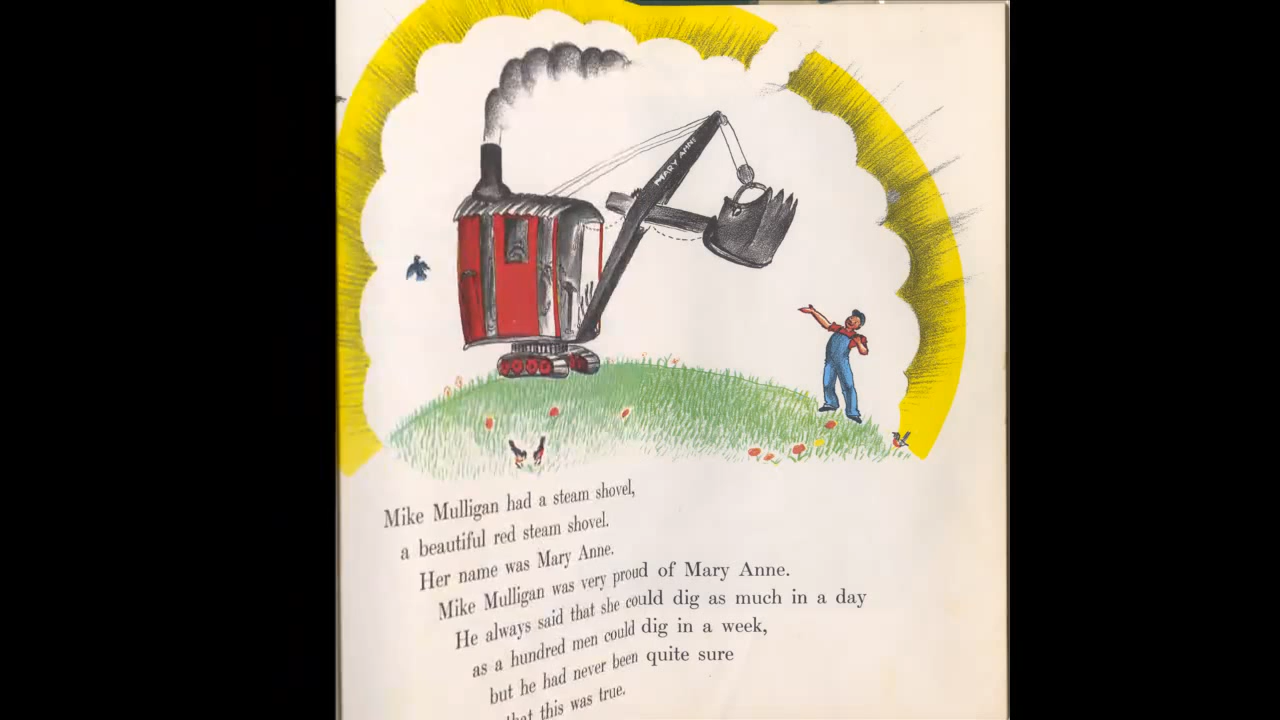 MARY ANNE
Mike Mulligan had a steam shovel,
a beautiful red steam shovel.
Her name was Mary Anne.
Mike Mulligan was very proud of Mary Anne.
He always said that she could dig as much in a day
as a hundred men could dig in a week,
but he had never been quite sure
that this was true.